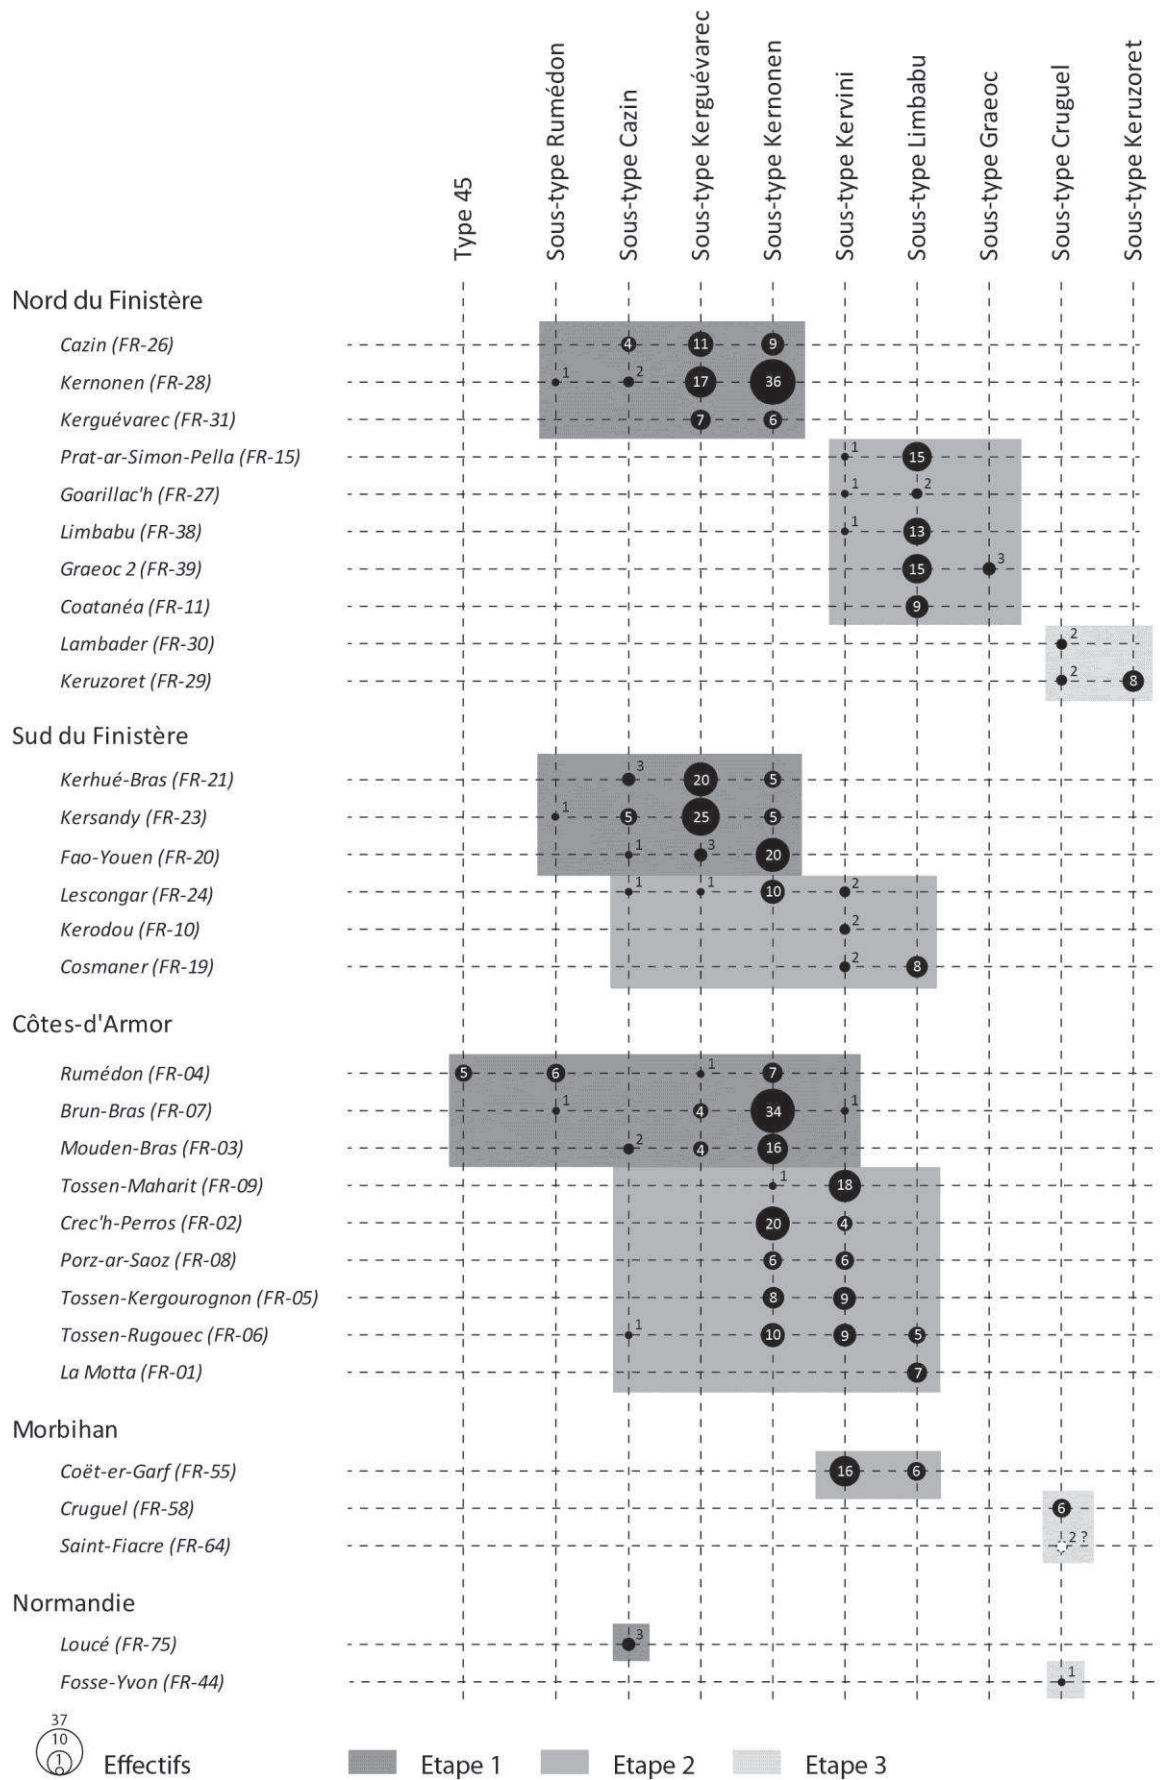 Type 45
Sous-type Rumédon
Sous-type Cazin
Sous-type Kerguévarec
Sous-type Kernonen
Sous-type Kervini
Sous-type Limbabu
Sous-type Graeoc
Sous-type Cruguel
Sous-type Keruzoret
Nord du Finistère
Cazin (FR-26) 4 11 9
Kernonen (FR-28) 1 2 17 36
Kerguévarec (FR-31) 7 6
Prat-ar-Simon-Pella (FR-15) 1 15
Goarillac'h (FR-27) 1 2
Limbabu (FR-38) 1 13
Graeoc 2 (FR-39) 15 3
Coatanéa (FR-11) 9
Lambader (FR-30) 2
Keruzoret (FR-29) 2 8
Sud du Finistère
Kerhué-Bras (FR-21) 3 20 5
Kersandy (FR-23) 1 5 25 5
Fao-Youen (FR-20) 1 3 20
Lescongar (FR-24) 1 1 10 2
Kerodou (FR-10) 2
Cosmaner (FR-19) 2 8
Côtes-d'Armor
Rumédon (FR-04) 5 6 1 7
Brun-Bras (FR-07) 1 4 34 1
Mouden-Bras (FR-03) 2 4 16
Tossen-Maharit (FR-09) 1 18
Crec'h-Perros (FR-02) 20 4
Porz-ar-Saoz (FR-08) 6 6
Tossen-Kergourognon (FR-05) 8 9
Tossen-Rugouec (FR-06) 1 10 9 5
La Motta (FR-01) 7
Morbihan
Coët-er-Garf (FR-55) 16 6
Cruguel (FR-58) 6
Saint-Fiacre (FR-64) 2 ?
Normandie
Loucé (FR-75) 3
Fosse-Yvon (FR-44) 1
37
10
1
Effectifs Etape 1 Etape 2 Etape 3